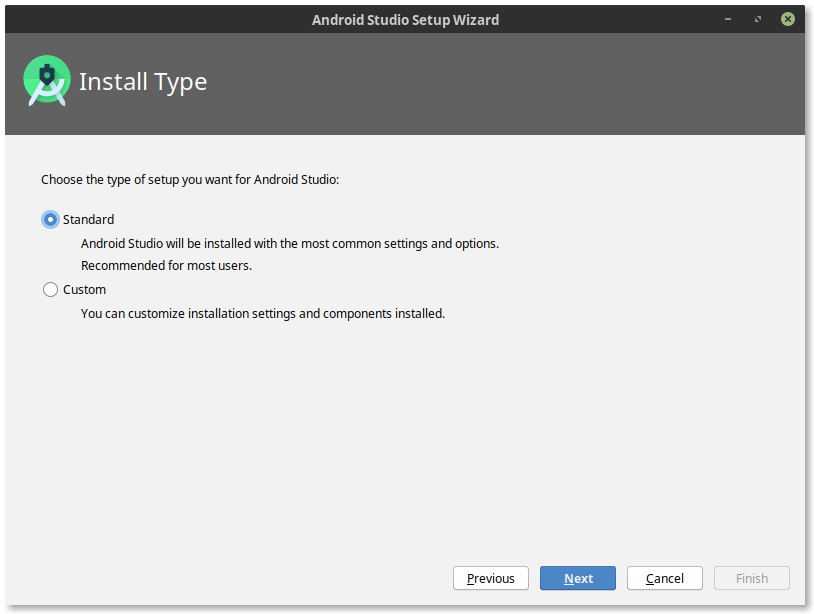 Android Studio Setup Wizard
Install Type
Choose the type of setup you want for Android Studio:
Standard
Android Studio will be installed with the most common settings and options.
Recommended for most users.
Custom
You can customize installation settings and components installed.
Previous Next Cancel Finish